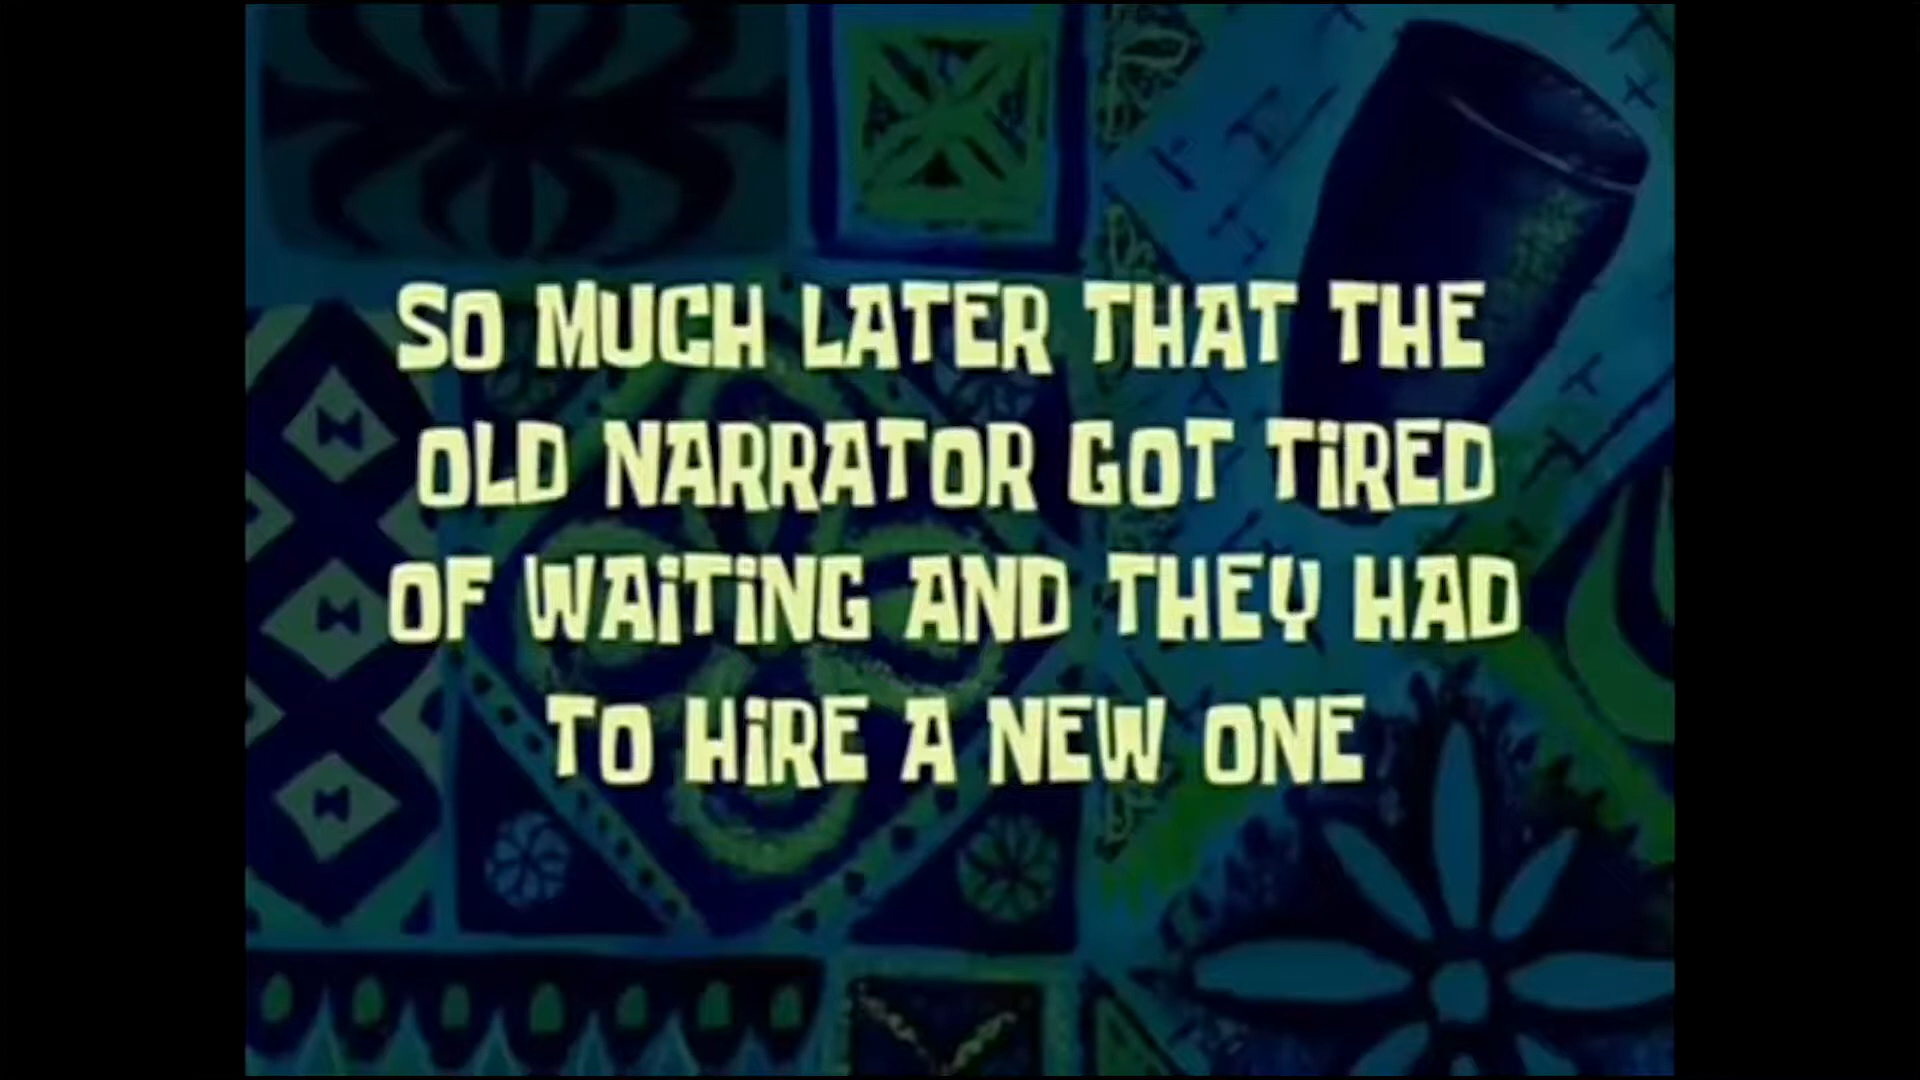 SO MUCH LATER THAT THE
OLD NARRATOR GOT TiRED
OF WAiTiNG AND THEY HAD
TO HiRE A NEW ONE